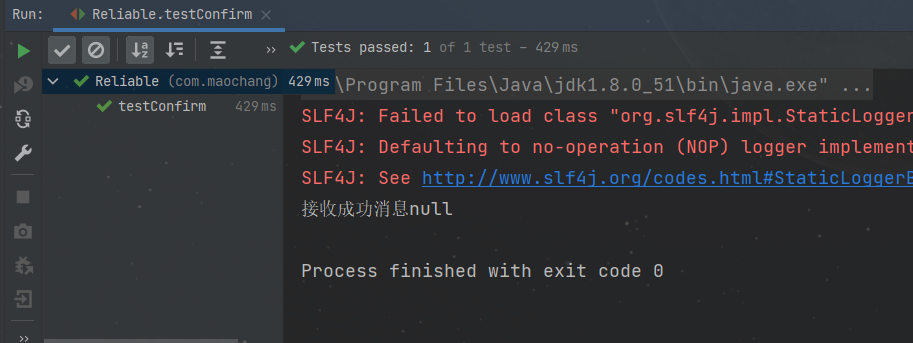 Run: Reliable.testConfirm
Tests passed: 1 of 1 test – 429 ms
Reliable (com.maochang) 429 ms
testConfirm 429 ms
\Program Files\Java\jdk1.8.0_51\bin\java.exe" ...
SLF4J: Failed to load class "org.slf4j.impl.StaticLogger
SLF4J: Defaulting to no-operation (NOP) logger implement
SLF4J: See http://www.slf4j.org/codes.html#StaticLoggerB
接收成功消息null
Process finished with exit code 0